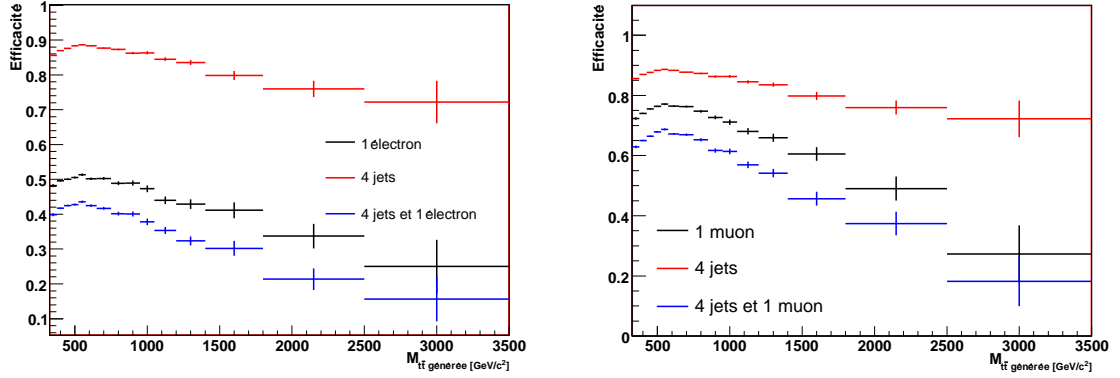 Efficacité
1
0.9
0.8
0.7
0.6
0.5
0.4
0.3
0.2
0.1
1 électron
4 jets
4 jets et 1 électron
500 1000 1500 2000 2500 3000 3500
M tt̄ générée [GeV/c²]
Efficacité
1
0.8
0.6
0.4
0.2
0
1 muon
4 jets
4 jets et 1 muon
500 1000 1500 2000 2500 3000 3500
M tt̄ générée [GeV/c²]